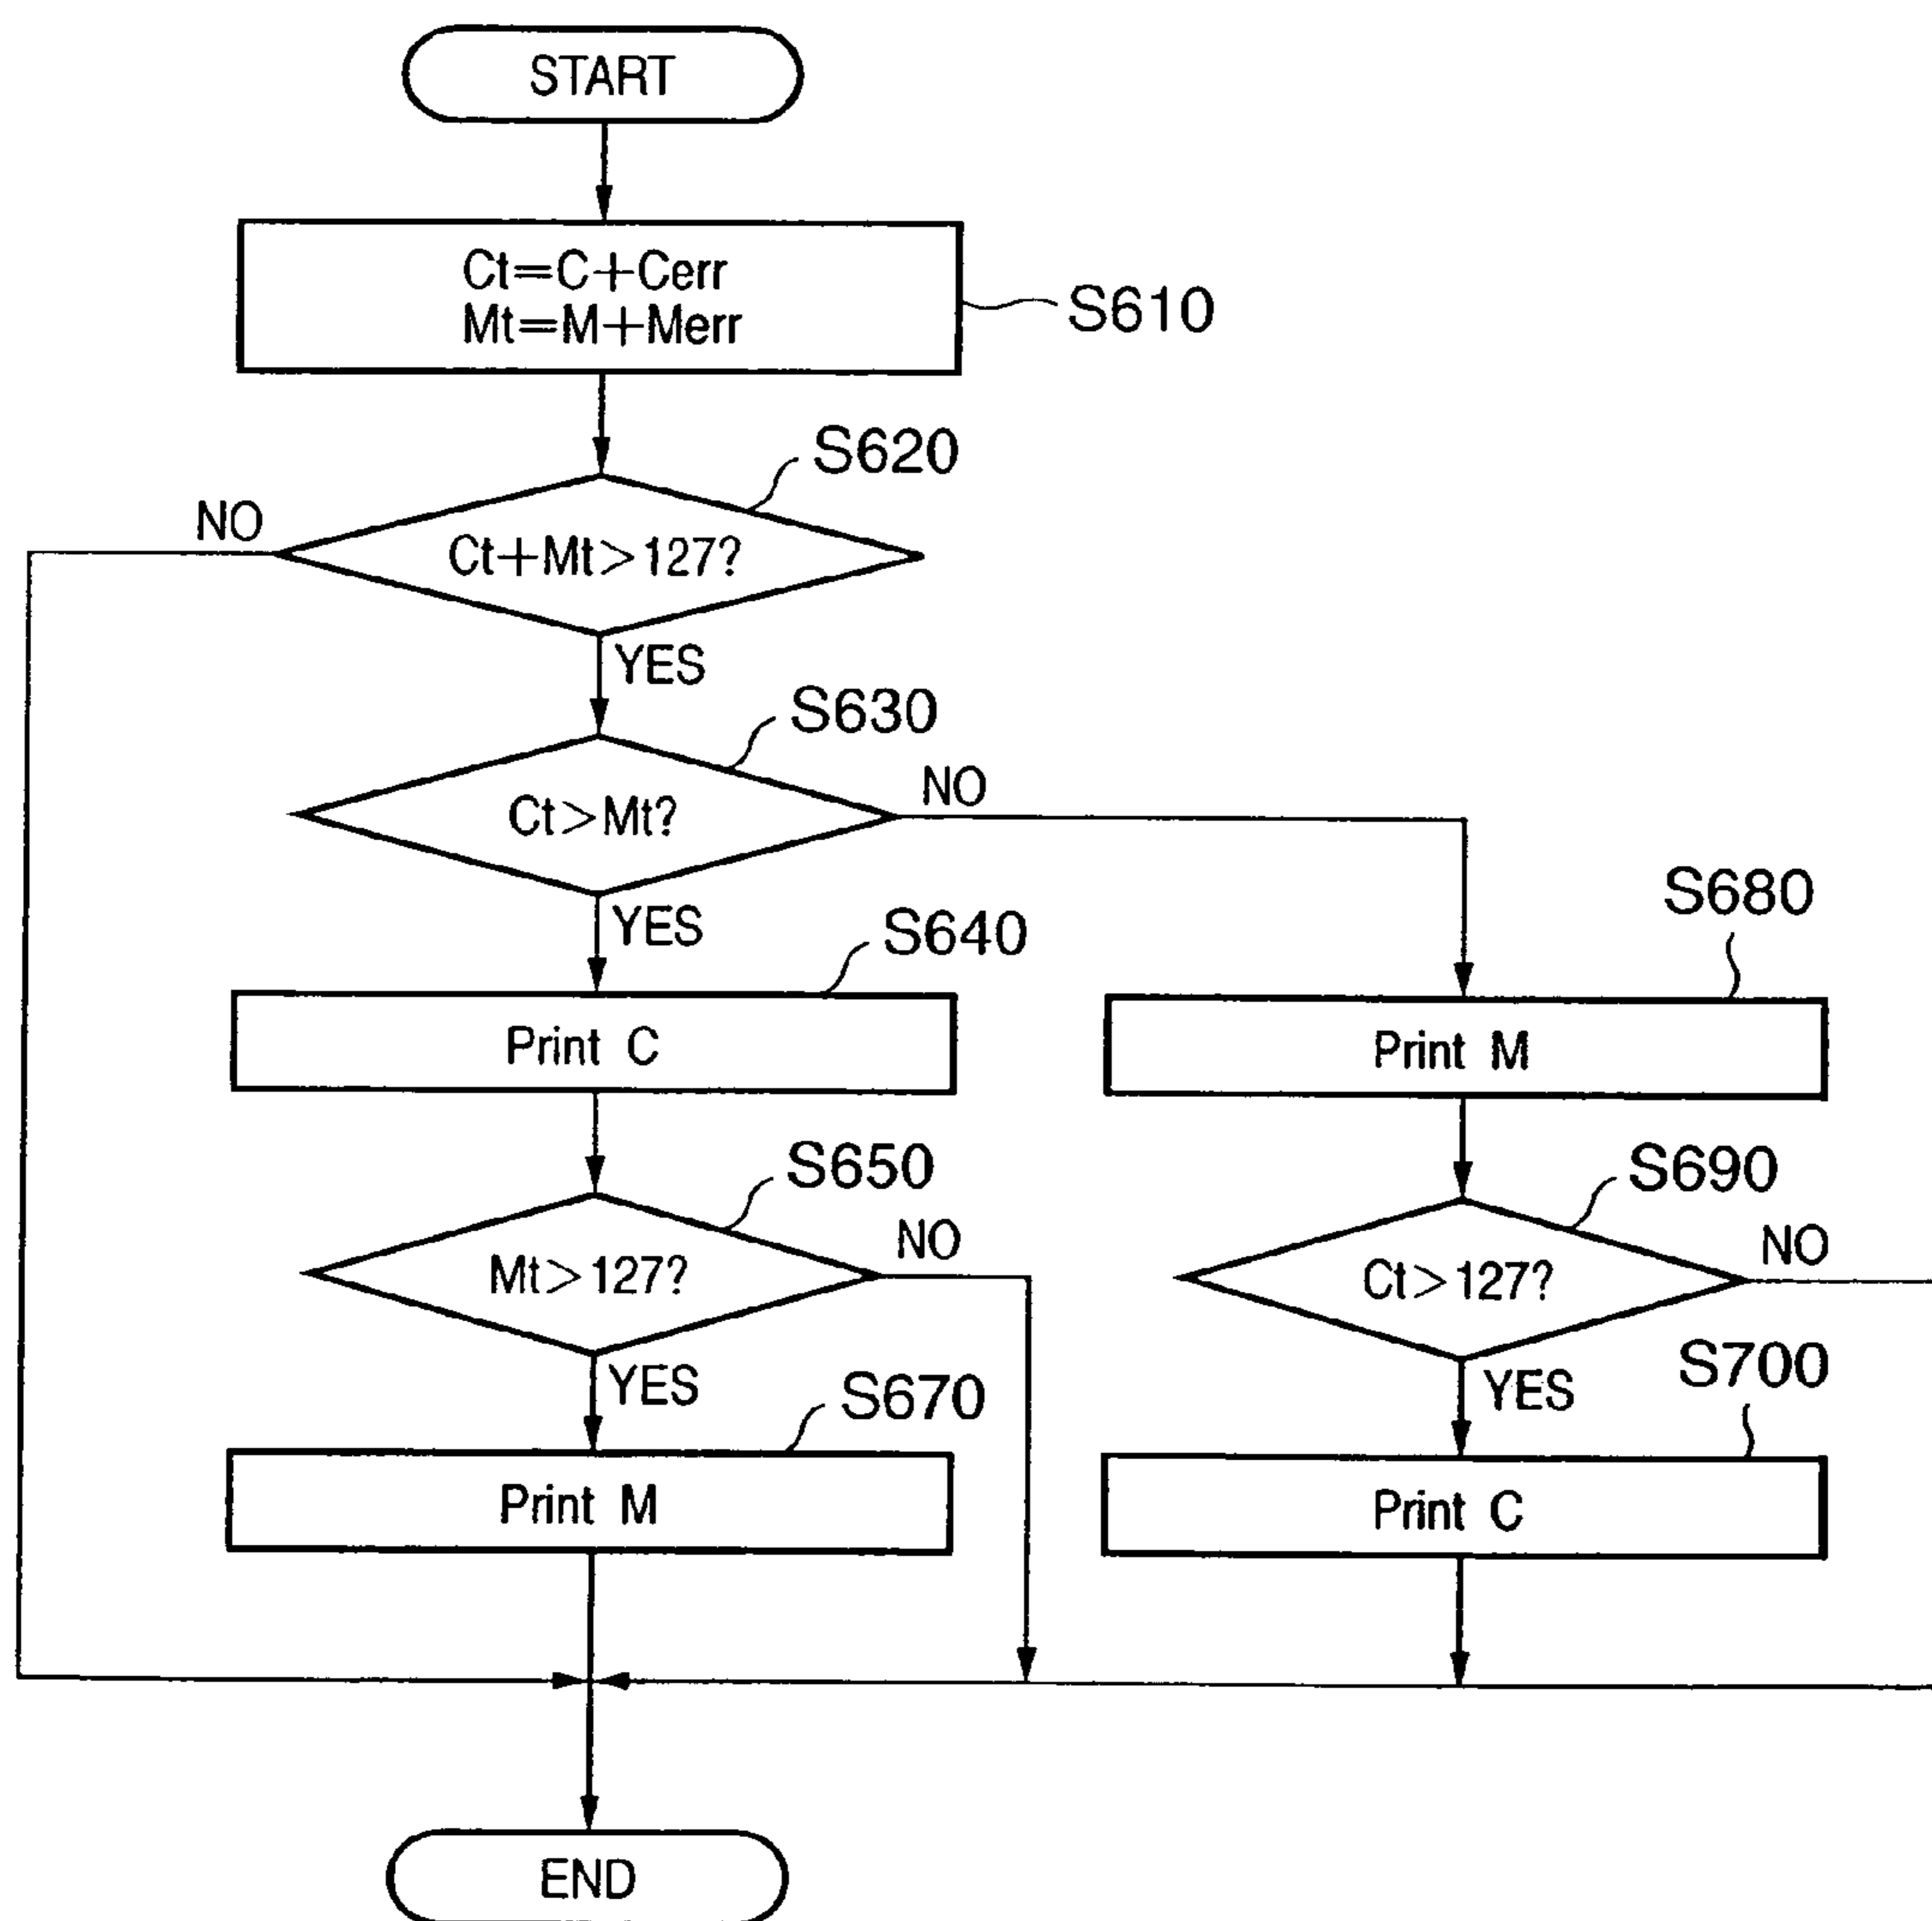 START
Ct=C+Cerr
Mt=M+Merr
S610
S620
NO
Ct+Mt>127?
YES
S630
NO
Ct>Mt?
YES
S640
S680
Print C
Print M
S650
S690
NO
NO
Mt>127?
Ct>127?
YES
YES
S670
S700
Print M
Print C
END